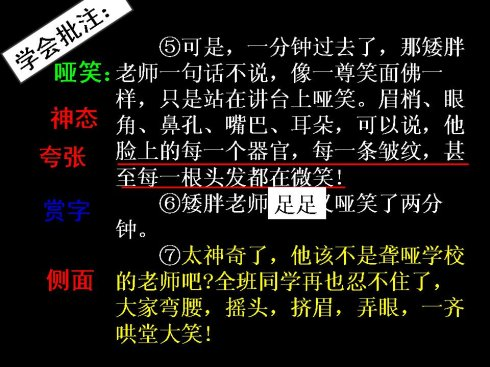 学会批注:
⑤可是，一分钟过去了，那矮胖
哑笑:
老师一句话不说，像一尊笑面佛一
样，只是站在讲台上哑笑。眉梢、眼
神态
角、鼻孔、嘴巴、耳朵，可以说，他
夸张
脸上的每一个器官，每一条皱纹，甚
至每一根头发都在微笑!
赏字
⑥矮胖老师
足足
又哑笑了两分
钟。
⑦太神奇了，他该不是聋哑学校
侧面
的老师吧?全班同学再也忍不住了，
大家弯腰，摇头，挤眉，弄眼，一齐
哄堂大笑!